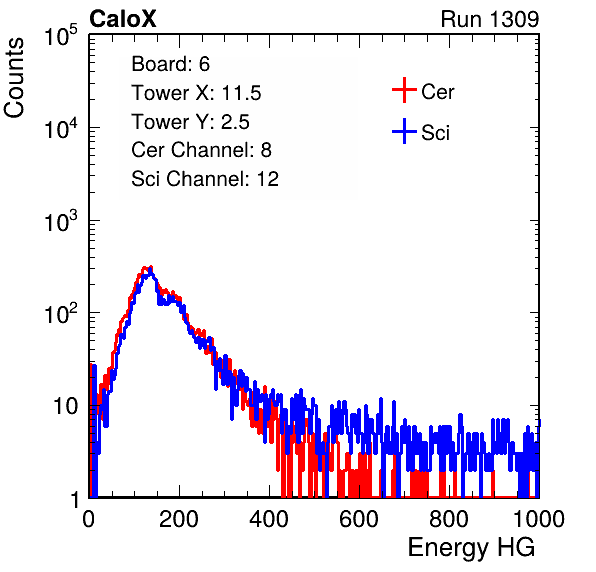 CaloX Run 1309
Counts
10^5
10^4
10^3
10^2
10
1
Board: 6
Tower X: 11.5
Tower Y: 2.5
Cer Channel: 8
Sci Channel: 12
Cer
Sci
0 200 400 600 800 1000
Energy HG